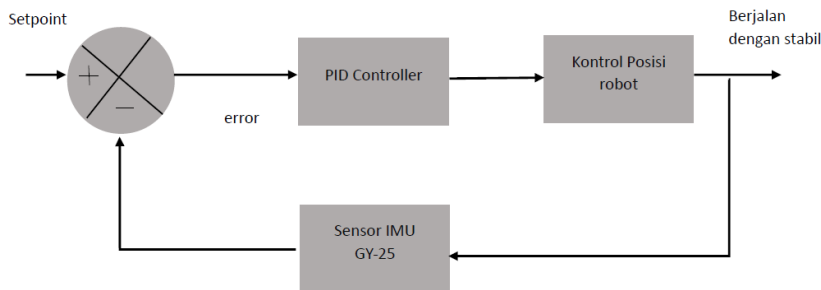 Setpoint
Berjalan
dengan stabil
PID Controller
Kontrol Posisi
robot
+
−
error
Sensor IMU
GY-25